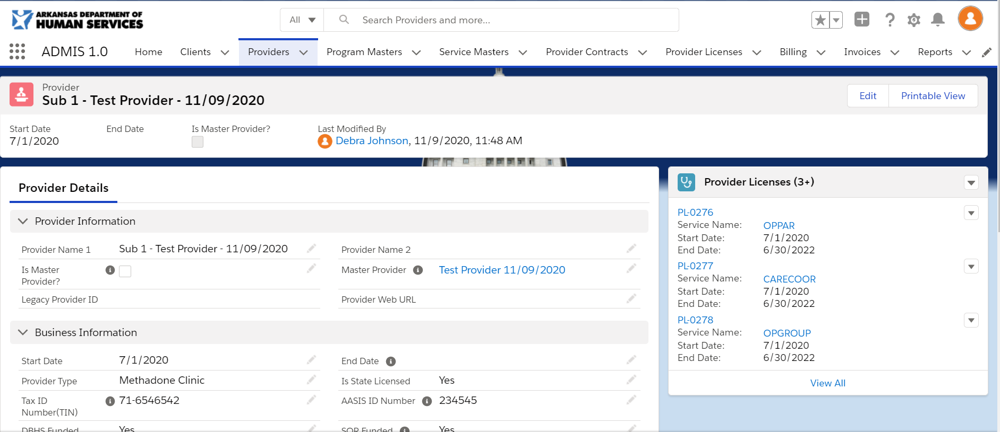 ARKANSAS DEPARTMENT OF
HUMAN SERVICES
All
Search Providers and more...
ADMIS 1.0
Home
Clients
Providers
Program Masters
Service Masters
Provider Contracts
Provider Licenses
Billing
Invoices
Reports
Provider
Sub 1 - Test Provider - 11/09/2020
Edit
Printable View
Start Date
7/1/2020
End Date
Is Master Provider?
Last Modified By
Debra Johnson, 11/9/2020, 11:48 AM
Provider Details
Provider Information
Provider Name 1
Sub 1 - Test Provider - 11/09/2020
Provider Name 2
Is Master
Provider?
Master Provider
Test Provider 11/09/2020
Legacy Provider ID
Provider Web URL
Business Information
Start Date
7/1/2020
End Date
Provider Type
Methadone Clinic
Is State Licensed
Yes
Tax ID
Number(TIN)
71-6546542
AASIS ID Number
234545
DBHS Funded
Yes
SOR Funded
Yes
Provider Licenses (3+)
PL-0276
Service Name: OPPAR
Start Date: 7/1/2020
End Date: 6/30/2022
PL-0277
Service Name: CARECOOR
Start Date: 7/1/2020
End Date: 6/30/2022
PL-0278
Service Name: OPGROUP
Start Date: 7/1/2020
End Date: 6/30/2022
View All